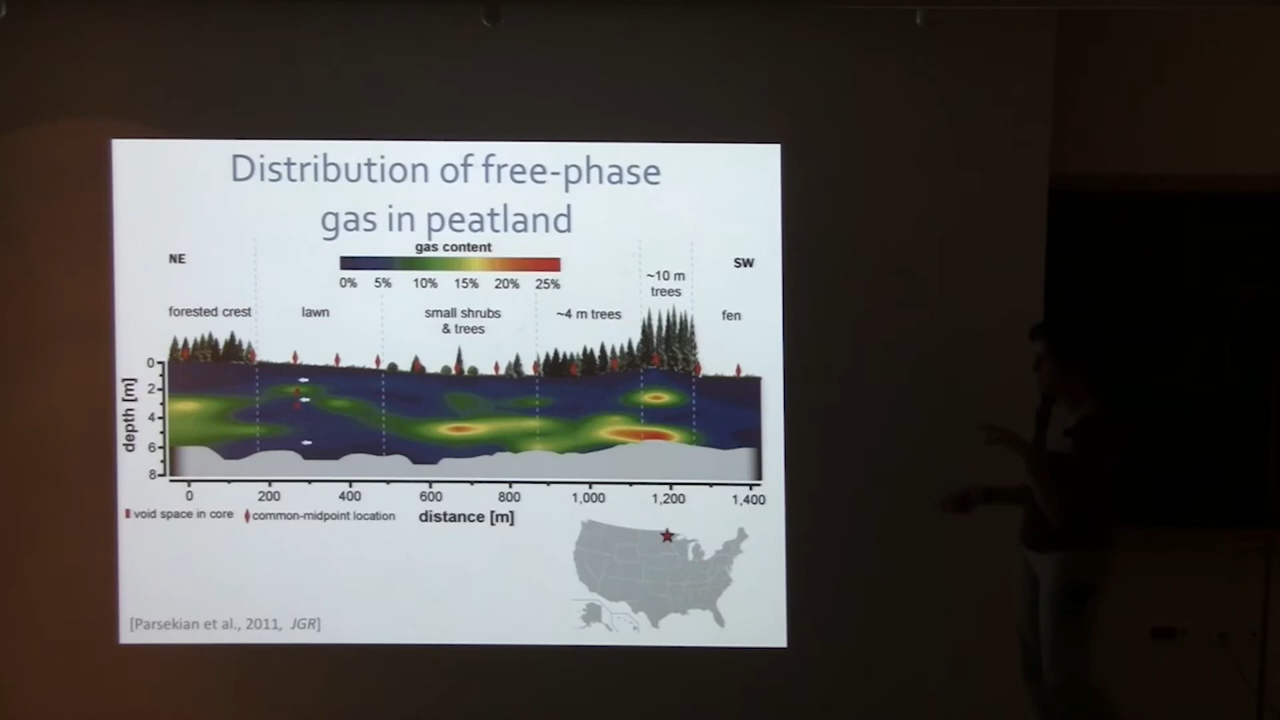 Distribution of free-phase
gas in peatland
gas content
NE
SW
0% 5% 10% 15% 20% 25%
~10 m
trees
forested crest
lawn
small shrubs
& trees
~4 m trees
fen
depth [m]
0
2
4
6
8
0 200 400 600 800 1,000 1,200 1,400
void space in core
common-midpoint location
distance [m]
[Parsekian et al., 2011, JGR]